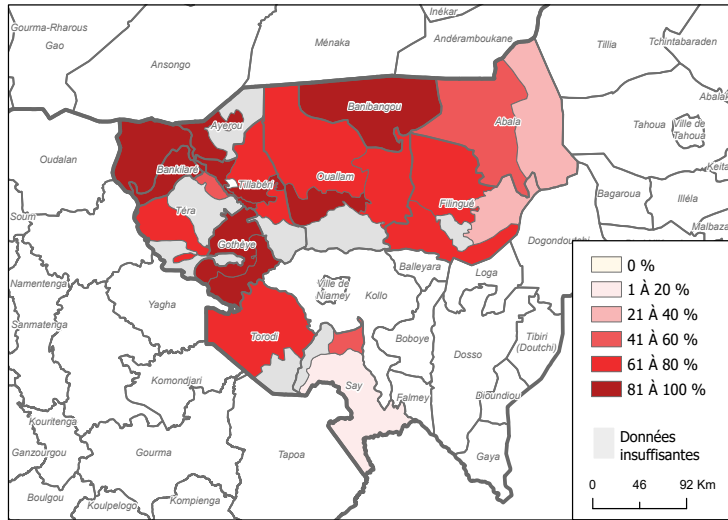 Inékar
Gourma-Rharous
Gao
Ménaka
Andéramboukane
Tillia
Tchintabaraden
Ansongo
Abalak
Banibangou
Abala
Ayerou
Ville de
Tahoua
Tahoua
Oudalan
Bankilaré
Keita
Ouallam
Tillabéri
Bagaroua
Illéla
Filingué
Téra
Soum
Malbaza
Gothèye
Dogondoutchi
Balleyara
Loga
Namentenga
Ville de
Niamey
Kollo
Yagha
Sanmatenga
Torodi
Boboye
Dosso
Tibiri
(Doutchi)
Komondjari
Say
Falmey
Dioundiou
Kouritenga
Ganzourgou
Gourma
Tapoa
Gaya
Boulgou
Koulpelogo
Kompienga
0 %
1 À 20 %
21 À 40 %
41 À 60 %
61 À 80 %
81 À 100 %
Données
insuffisantes
0 46 92 Km